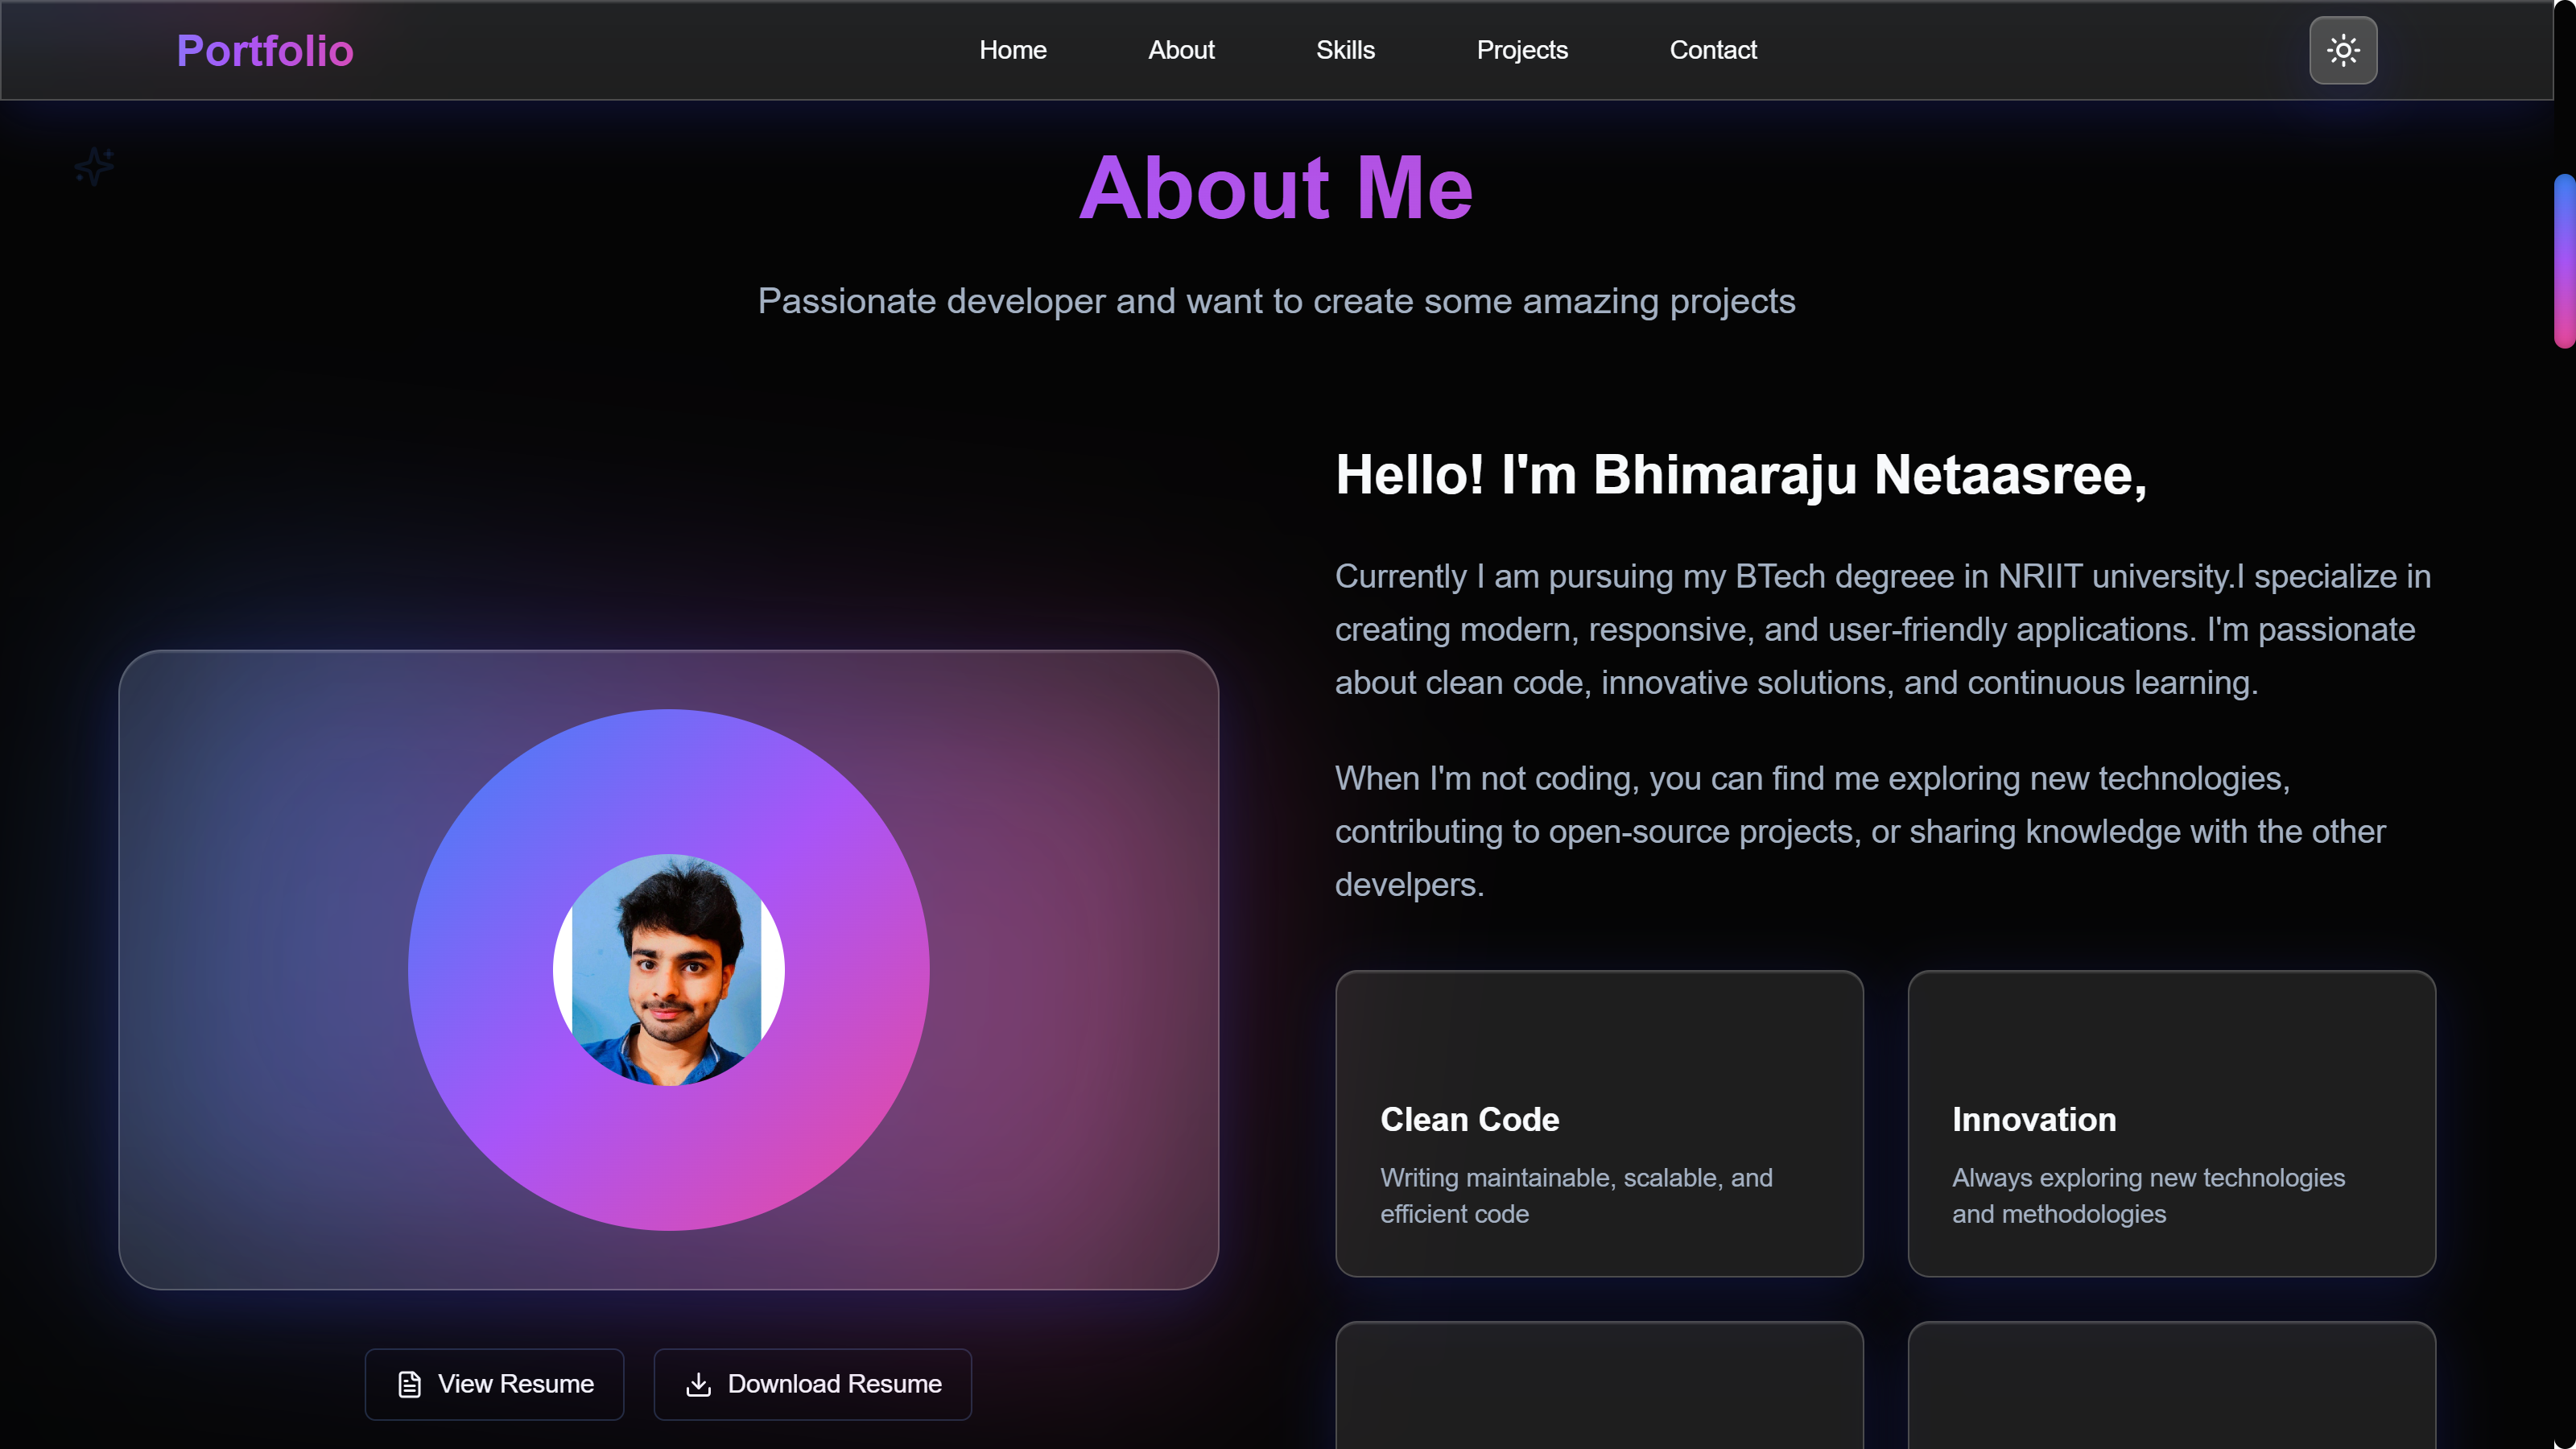 Portfolio
Home About Skills Projects Contact
About Me
Passionate developer and want to create some amazing projects
Hello! I'm Bhimaraju Netaasree,
Currently I am pursuing my BTech degreee in NRIIT university.I specialize in
creating modern, responsive, and user-friendly applications. I'm passionate
about clean code, innovative solutions, and continuous learning.
When I'm not coding, you can find me exploring new technologies,
contributing to open-source projects, or sharing knowledge with the other
develpers.
Clean Code
Writing maintainable, scalable, and
efficient code
Innovation
Always exploring new technologies
and methodologies
View Resume
Download Resume